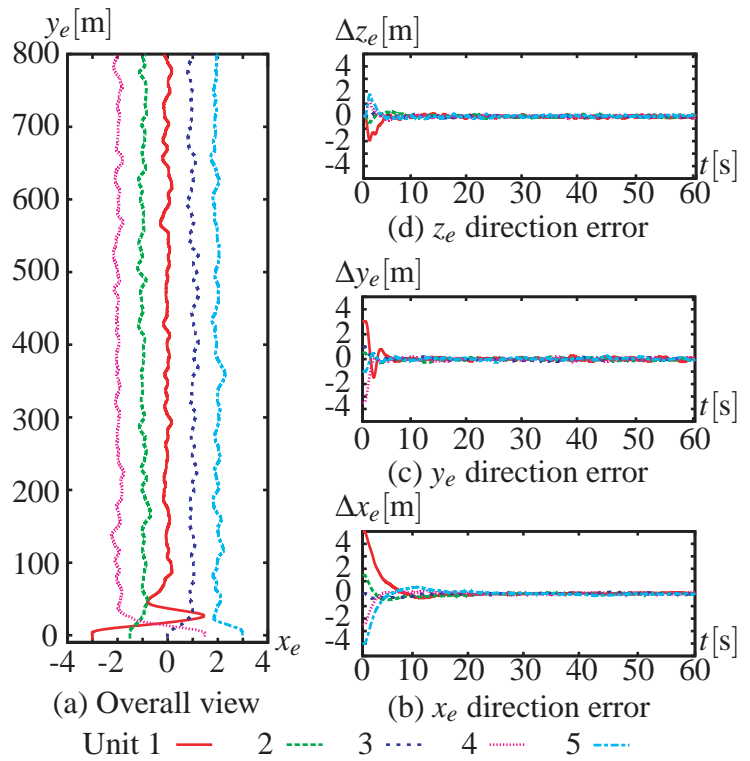 y_e[m]
800
700
600
500
400
300
200
100
0
-4 -2 0 2 4
x_e
(a) Overall view
Δz_e[m]
4
2
0
-2
-4
t[s]
0 10 20 30 40 50 60
(d) z_e direction error
Δy_e[m]
4
2
0
-2
-4
t[s]
0 10 20 30 40 50 60
(c) y_e direction error
Δx_e[m]
4
2
0
-2
-4
t[s]
0 10 20 30 40 50 60
(b) x_e direction error
Unit 1 2 3 4 5